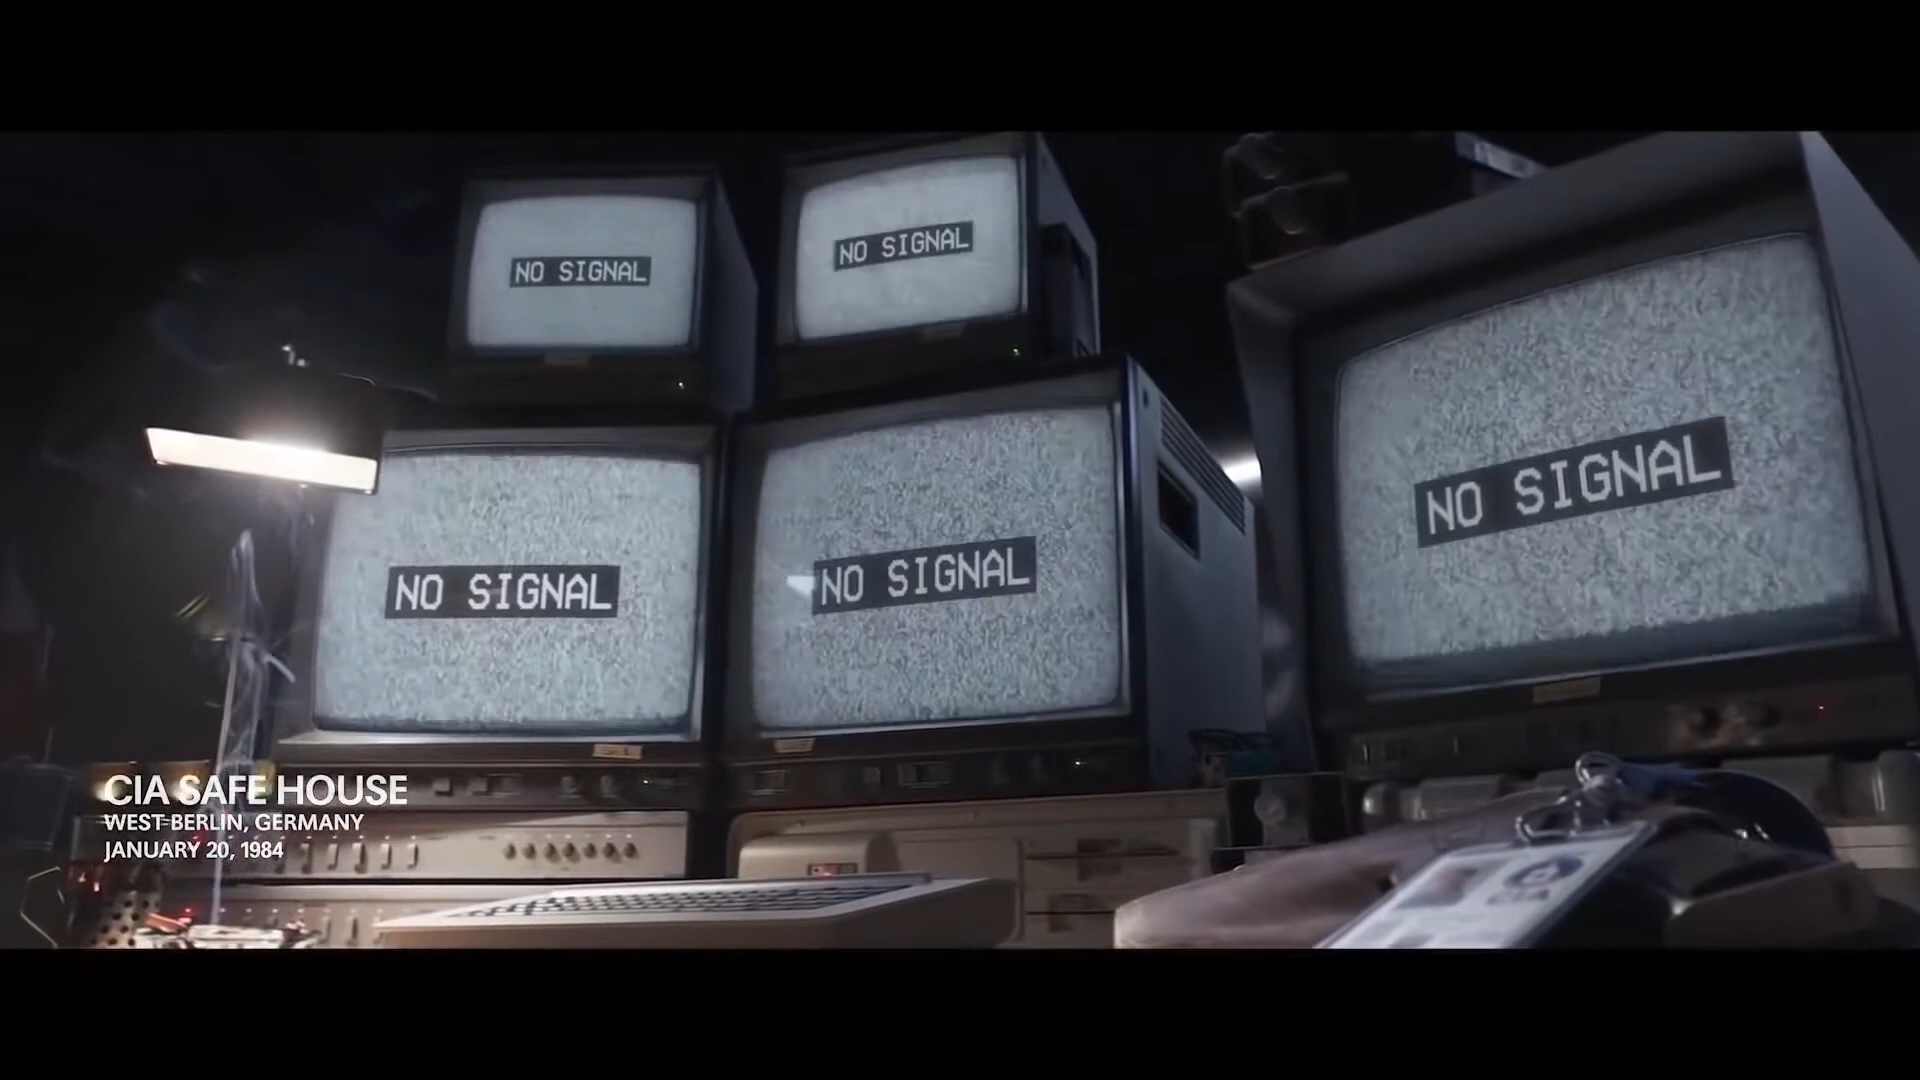 NO SIGNAL
NO SIGNAL
NO SIGNAL
NO SIGNAL
NO SIGNAL
CIA SAFE HOUSE
WEST BERLIN, GERMANY
JANUARY 20, 1984